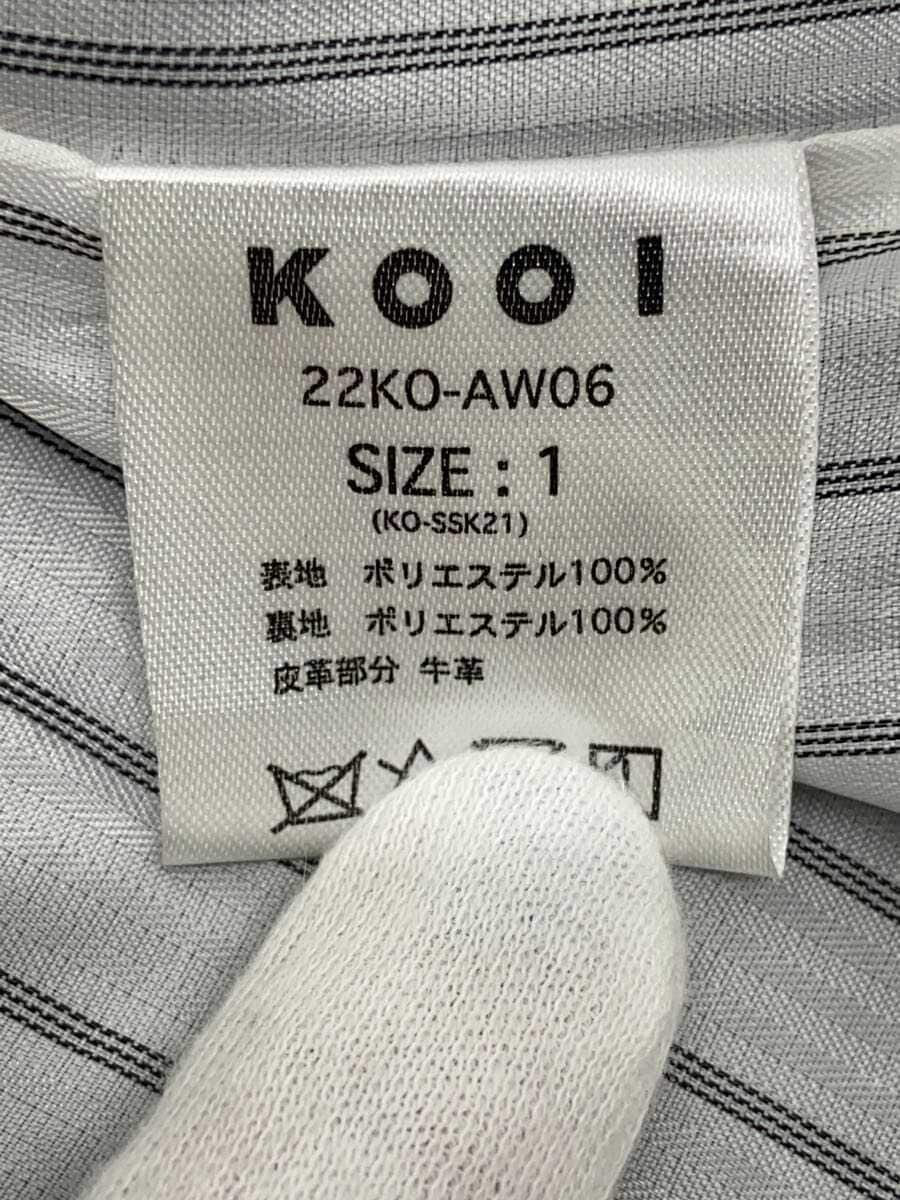 KOOI
22KO-AW06
SIZE : 1
(KO-SSK21)
表地 ポリエステル100%
裏地 ポリエステル100%
皮革部分 牛革